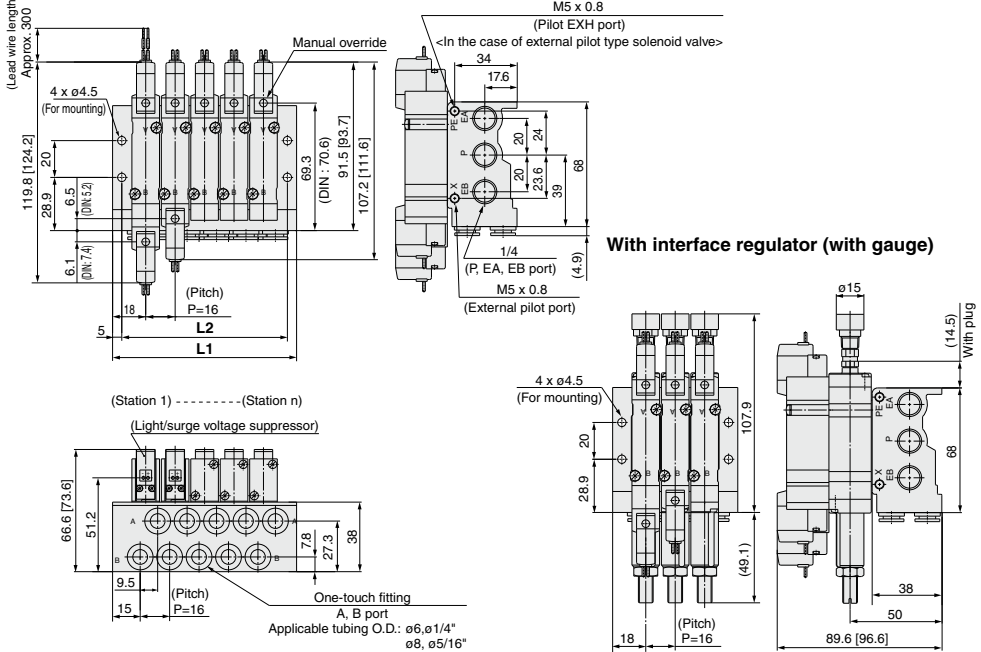 (Lead wire length)
Approx. 300
119.8 [124.2]
4 x ø4.5
(For mounting)
20
28.9
6.5
(DIN: 5.2)
6.1
(DIN: 7.4)
Manual override
A
B
69.3
(DIN : 70.6)
91.5 [93.7]
107.2 [111.6]
18
(Pitch)
P=16
5
L2
L1
M5 x 0.8
(Pilot EXH port)
<In the case of external pilot type solenoid valve>
34
17.6
PE
EA
P
X
EB
20
20
24
23.6
39
68
(4.9)
1/4
(P, EA, EB port)
M5 x 0.8
(External pilot port)
With interface regulator (with gauge)
(Station 1) ---------(Station n)
(Light/surge voltage suppressor)
66.6 [73.6]
51.2
A
A
B
B
7.8
27.3
38
9.5
15
(Pitch)
P=16
One-touch fitting
A, B port
Applicable tubing O.D.: ø6,ø1/4"
ø8, ø5/16"
4 x ø4.5
(For mounting)
20
28.9
A
B
107.9
(49.1)
18
(Pitch)
P=16
ø15
(14.5)
With plug
PE
EA
P
X
EB
68
38
50
89.6 [96.6]